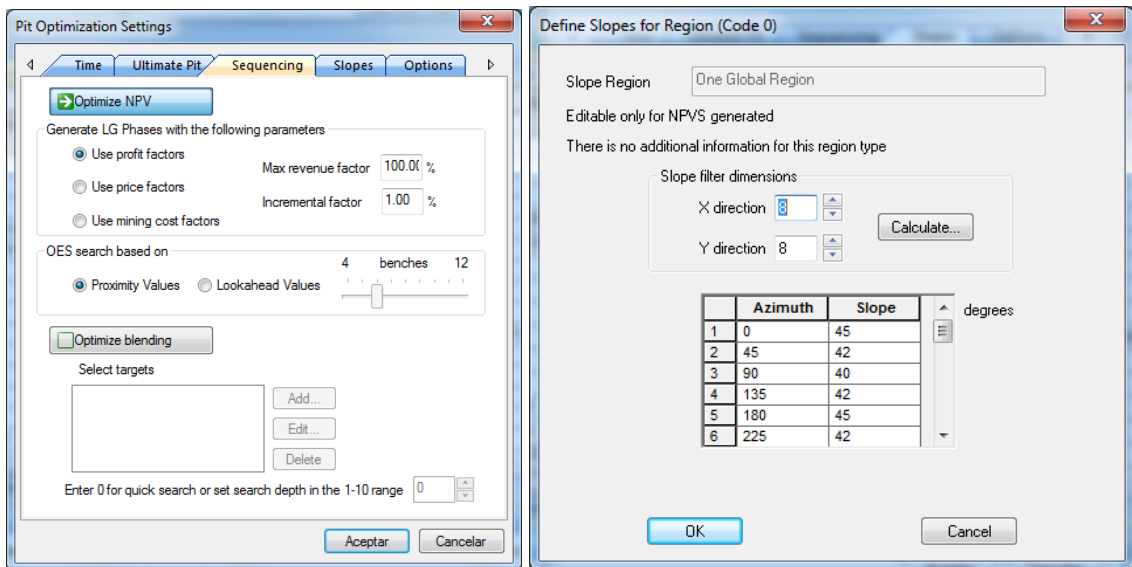 Pit Optimization Settings
Time Ultimate Pit Sequencing Slopes Options
Optimize NPV
Generate LG Phases with the following parameters
Use profit factors
Max revenue factor 100.00 %
Use price factors
Incremental factor 1.00 %
Use mining cost factors
OES search based on
4 benches 12
Proximity Values Lookahead Values
Optimize blending
Select targets
Add...
Edit...
Delete
Enter 0 for quick search or set search depth in the 1-10 range 0
Aceptar Cancelar
Define Slopes for Region (Code 0)
Slope Region One Global Region
Editable only for NPVS generated
There is no additional information for this region type
Slope filter dimensions
X direction 8
Calculate...
Y direction 8
Azimuth Slope degrees
1 0 45
2 45 42
3 90 40
4 135 42
5 180 45
6 225 42
OK Cancel